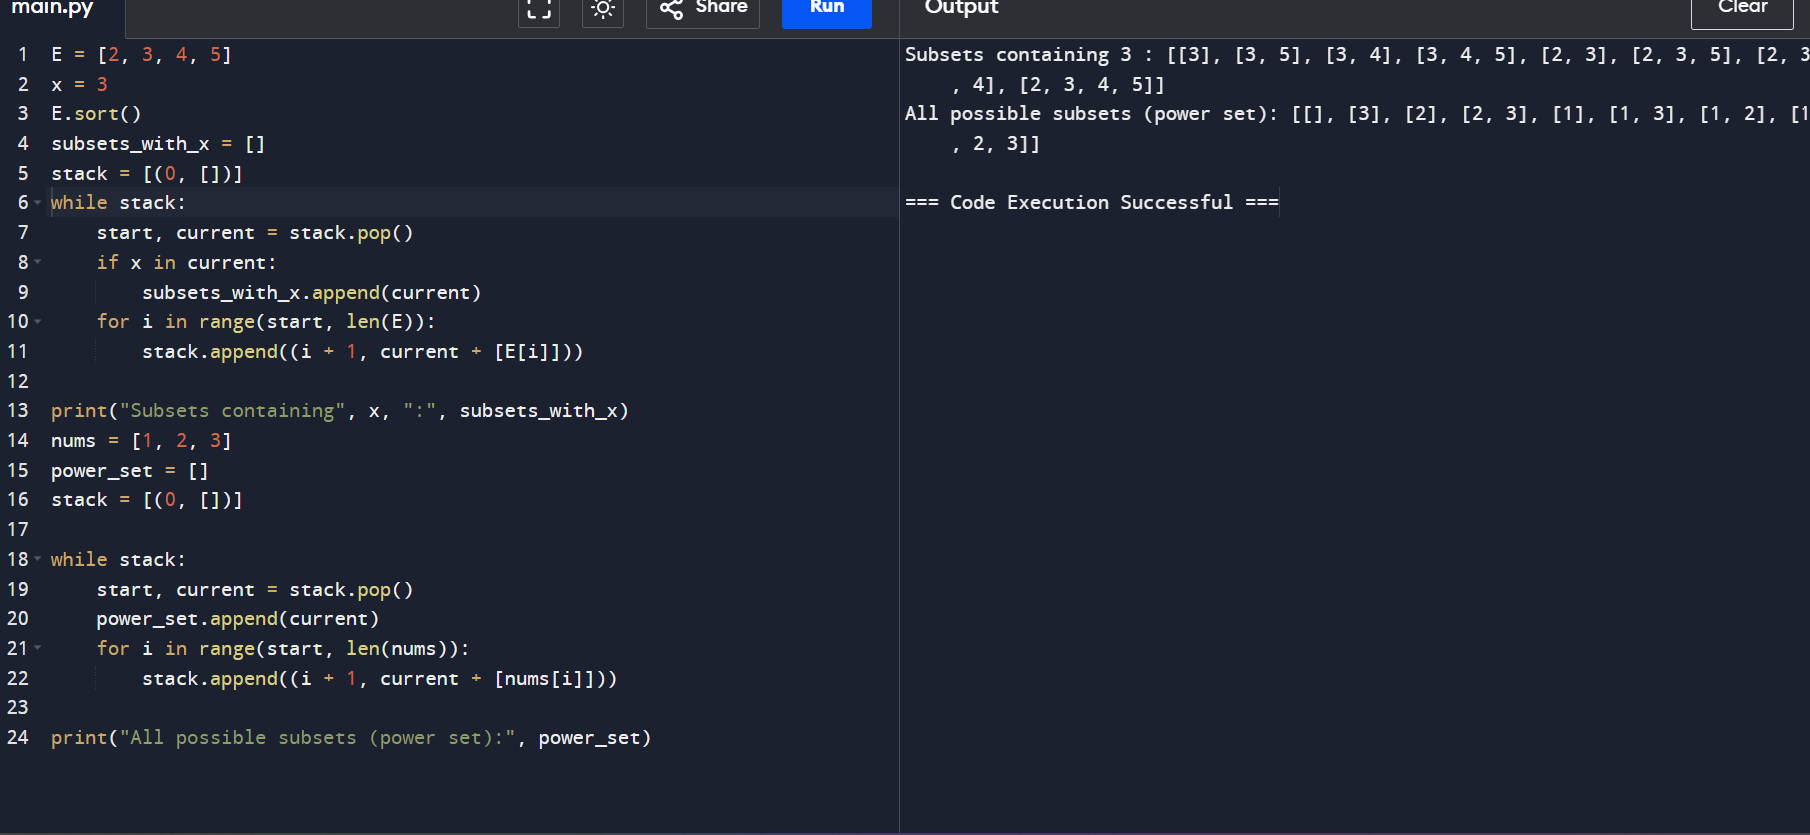 main.py
Share
Run
Output
Clear
1 E = [2, 3, 4, 5]
2 x = 3
3 E.sort()
4 subsets_with_x = []
5 stack = [(0, [])]
6 while stack:
7     start, current = stack.pop()
8     if x in current:
9         subsets_with_x.append(current)
10     for i in range(start, len(E)):
11         stack.append((i + 1, current + [E[i]]))
12
13 print("Subsets containing", x, ":", subsets_with_x)
14 nums = [1, 2, 3]
15 power_set = []
16 stack = [(0, [])]
17
18 while stack:
19     start, current = stack.pop()
20     power_set.append(current)
21     for i in range(start, len(nums)):
22         stack.append((i + 1, current + [nums[i]]))
23
24 print("All possible subsets (power set):", power_set)
Subsets containing 3 : [[3], [3, 5], [3, 4], [3, 4, 5], [2, 3], [2, 3, 5], [2, 3
, 4], [2, 3, 4, 5]]
All possible subsets (power set): [[], [3], [2], [2, 3], [1], [1, 3], [1, 2], [1
, 2, 3]]
=== Code Execution Successful ===